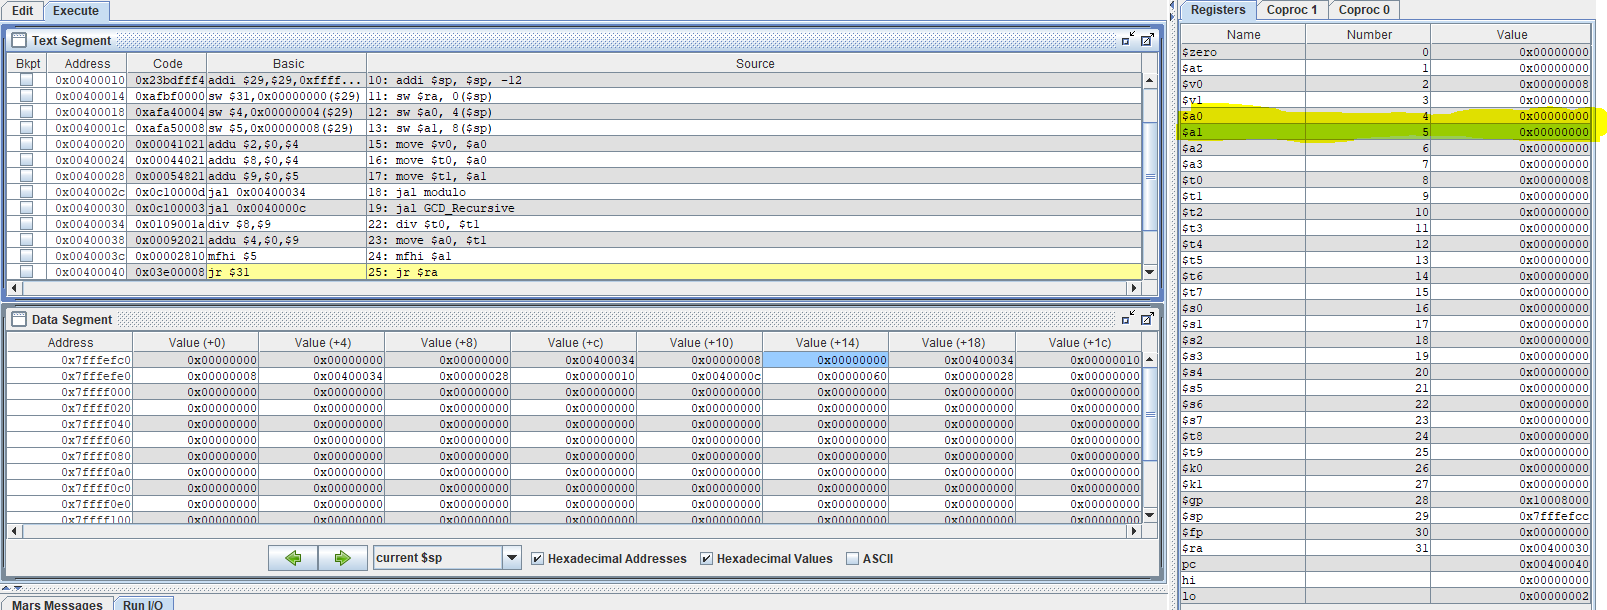 Edit Execute
Text Segment
Bkpt Address Code Basic Source
0x00400010 0x23bdfff4 addi $29,$29,0xffff... 10: addi $sp, $sp, -12
0x00400014 0xafbf0000 sw $31,0x00000000($29) 11: sw $ra, 0($sp)
0x00400018 0xafa40004 sw $4,0x00000004($29) 12: sw $a0, 4($sp)
0x0040001c 0xafa50008 sw $5,0x00000008($29) 13: sw $a1, 8($sp)
0x00400020 0x00041021 addu $2,$0,$4 15: move $v0, $a0
0x00400024 0x00044021 addu $8,$0,$4 16: move $t0, $a0
0x00400028 0x00054821 addu $9,$0,$5 17: move $t1, $a1
0x0040002c 0x0c10000d jal 0x00400034 18: jal modulo
0x00400030 0x0c100003 jal 0x0040000c 19: jal GCD_Recursive
0x00400034 0x0109001a div $8,$9 22: div $t0, $t1
0x00400038 0x00092021 addu $4,$0,$9 23: move $a0, $t1
0x0040003c 0x00002810 mfhi $5 24: mfhi $a1
0x00400040 0x03e00008 jr $31 25: jr $ra
Data Segment
Address Value (+0) Value (+4) Value (+8) Value (+c) Value (+10) Value (+14) Value (+18) Value (+1c)
0x7fffefc0 0x00000000 0x00000000 0x00000000 0x00400034 0x00000008 0x00000000 0x00400034 0x00000010
0x7fffefe0 0x00000008 0x00400034 0x00000028 0x00000010 0x0040000c 0x00000060 0x00000028 0x00000000
0x7ffff000 0x00000000 0x00000000 0x00000000 0x00000000 0x00000000 0x00000000 0x00000000 0x00000000
0x7ffff020 0x00000000 0x00000000 0x00000000 0x00000000 0x00000000 0x00000000 0x00000000 0x00000000
0x7ffff040 0x00000000 0x00000000 0x00000000 0x00000000 0x00000000 0x00000000 0x00000000 0x00000000
0x7ffff060 0x00000000 0x00000000 0x00000000 0x00000000 0x00000000 0x00000000 0x00000000 0x00000000
0x7ffff080 0x00000000 0x00000000 0x00000000 0x00000000 0x00000000 0x00000000 0x00000000 0x00000000
0x7ffff0a0 0x00000000 0x00000000 0x00000000 0x00000000 0x00000000 0x00000000 0x00000000 0x00000000
0x7ffff0c0 0x00000000 0x00000000 0x00000000 0x00000000 0x00000000 0x00000000 0x00000000 0x00000000
0x7ffff0e0 0x00000000 0x00000000 0x00000000 0x00000000 0x00000000 0x00000000 0x00000000 0x00000000
0x7ffff100 0x00000000 0x00000000 0x00000000 0x00000000 0x00000000 0x00000000 0x00000000 0x00000000
current $sp Hexadecimal Addresses Hexadecimal Values ASCII
Mars Messages Run I/O
Registers Coproc 1 Coproc 0
Name Number Value
$zero 0 0x00000000
$at 1 0x00000000
$v0 2 0x00000008
$v1 3 0x00000000
$a0 4 0x00000000
$a1 5 0x00000000
$a2 6 0x00000000
$a3 7 0x00000000
$t0 8 0x00000008
$t1 9 0x00000000
$t2 10 0x00000000
$t3 11 0x00000000
$t4 12 0x00000000
$t5 13 0x00000000
$t6 14 0x00000000
$t7 15 0x00000000
$s0 16 0x00000000
$s1 17 0x00000000
$s2 18 0x00000000
$s3 19 0x00000000
$s4 20 0x00000000
$s5 21 0x00000000
$s6 22 0x00000000
$s7 23 0x00000000
$t8 24 0x00000000
$t9 25 0x00000000
$k0 26 0x00000000
$k1 27 0x00000000
$gp 28 0x10008000
$sp 29 0x7fffefcc
$fp 30 0x00000000
$ra 31 0x00400030
pc 0x00400040
hi 0x00000000
lo 0x00000002